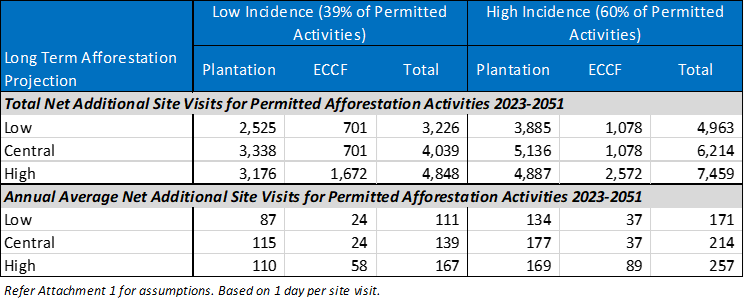 Low Incidence (39% of Permitted Activities) High Incidence (60% of Permitted Activities)
Long Term Afforestation Projection Plantation ECCF Total Plantation ECCF Total
Total Net Additional Site Visits for Permitted Afforestation Activities 2023-2051
Low 2,525 701 3,226 3,885 1,078 4,963
Central 3,338 701 4,039 5,136 1,078 6,214
High 3,176 1,672 4,848 4,887 2,572 7,459
Annual Average Net Additional Site Visits for Permitted Afforestation Activities 2023-2051
Low 87 24 111 134 37 171
Central 115 24 139 177 37 214
High 110 58 167 169 89 257
Refer Attachment 1 for assumptions. Based on 1 day per site visit.